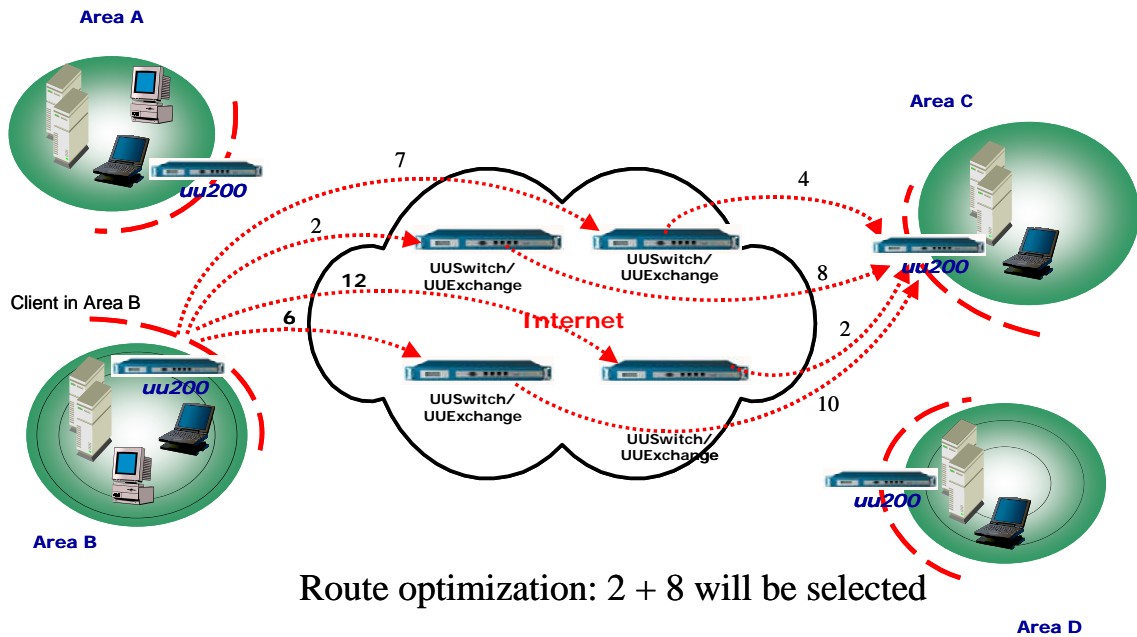 Area A
Area C
7
4
uu200
2
UUSwitch/
UUExchange
UUSwitch/
UUExchange
uu200
8
12
Client in Area B
6
Internet
2
uu200
UUSwitch/
UUExchange
10
UUSwitch/
UUExchange
uu200
Area B
Route optimization: 2 + 8 will be selected
Area D